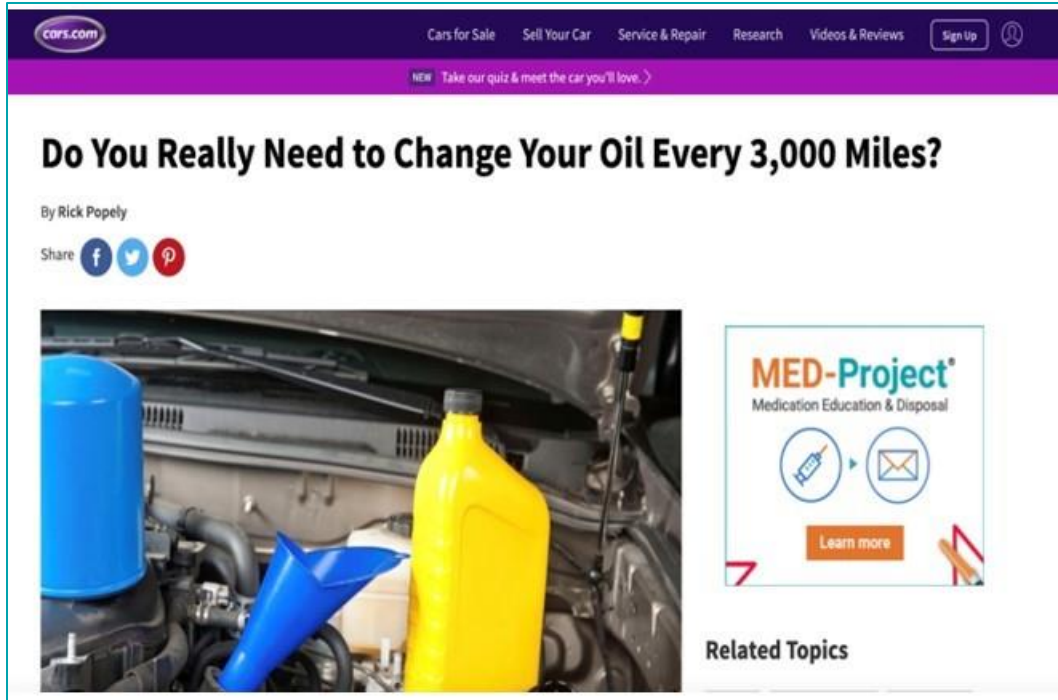 cars.com
Cars for Sale Sell Your Car Service & Repair Research Videos & Reviews Sign Up
NEW Take our quiz & meet the car you'll love.
Do You Really Need to Change Your Oil Every 3,000 Miles?
By Rick Popely
Share
MED-Project®
Medication Education & Disposal
Learn more
Related Topics